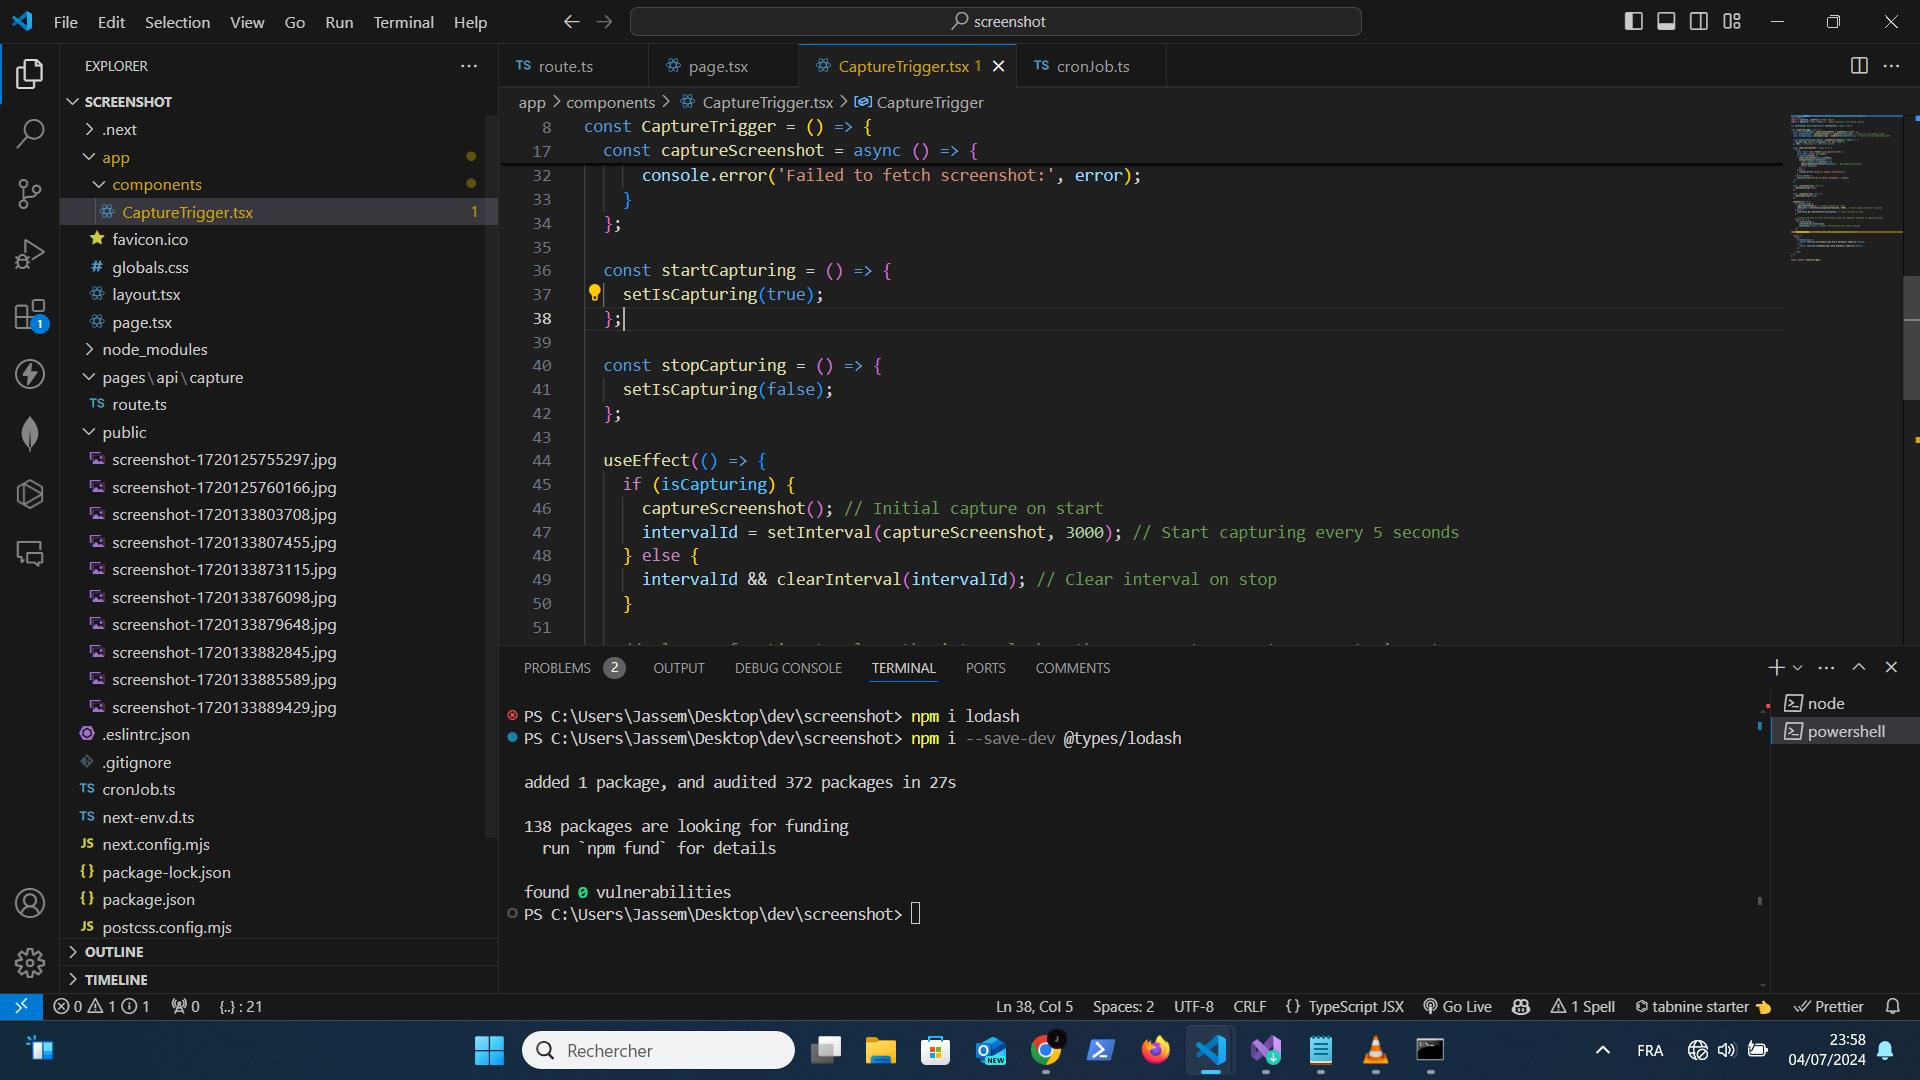 File Edit Selection View Go Run Terminal Help
screenshot
EXPLORER
SCREENSHOT
.next
app
components
CaptureTrigger.tsx 1
favicon.ico
globals.css
layout.tsx
page.tsx
node_modules
pages\api\capture
route.ts
public
screenshot-1720125755297.jpg
screenshot-1720125760166.jpg
screenshot-1720133803708.jpg
screenshot-1720133807455.jpg
screenshot-1720133873115.jpg
screenshot-1720133876098.jpg
screenshot-1720133879648.jpg
screenshot-1720133882845.jpg
screenshot-1720133885589.jpg
screenshot-1720133889429.jpg
.eslintrc.json
.gitignore
cronJob.ts
next-env.d.ts
next.config.mjs
package-lock.json
package.json
postcss.config.mjs
OUTLINE
TIMELINE
route.ts page.tsx CaptureTrigger.tsx 1 cronJob.ts
app > components > CaptureTrigger.tsx > CaptureTrigger
8 const CaptureTrigger = () => {
17 const captureScreenshot = async () => {
32 console.error('Failed to fetch screenshot:', error);
33 }
34 };
35
36 const startCapturing = () => {
37 setIsCapturing(true);
38 };
39
40 const stopCapturing = () => {
41 setIsCapturing(false);
42 };
43
44 useEffect(() => {
45 if (isCapturing) {
46 captureScreenshot(); // Initial capture on start
47 intervalId = setInterval(captureScreenshot, 3000); // Start capturing every 5 seconds
48 } else {
49 intervalId && clearInterval(intervalId); // Clear interval on stop
50 }
51
PROBLEMS 2 OUTPUT DEBUG CONSOLE TERMINAL PORTS COMMENTS
PS C:\Users\Jassem\Desktop\dev\screenshot> npm i lodash
PS C:\Users\Jassem\Desktop\dev\screenshot> npm i --save-dev @types/lodash
added 1 package, and audited 372 packages in 27s
138 packages are looking for funding
run `npm fund` for details
found 0 vulnerabilities
PS C:\Users\Jassem\Desktop\dev\screenshot>
node
powershell
0 1 1 0 {..} : 21 Ln 38, Col 5 Spaces: 2 UTF-8 CRLF {} TypeScript JSX Go Live 1 Spell tabnine starter Prettier
Rechercher
FRA
23:58
04/07/2024